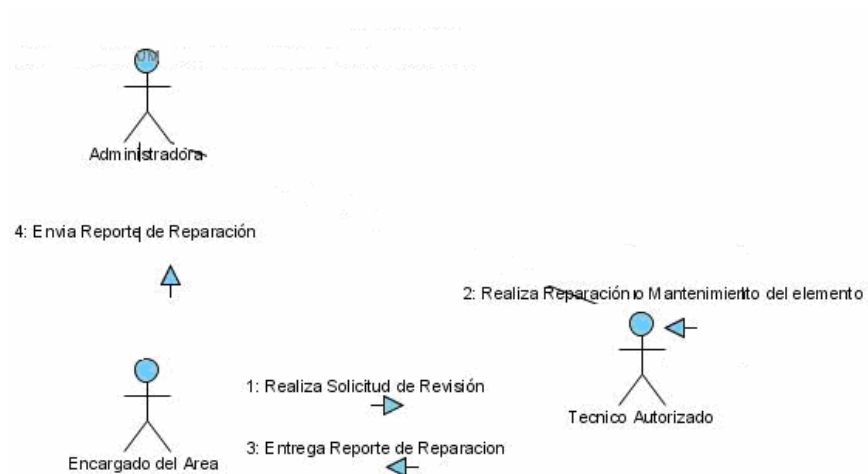 Administradora
4: Envia Reporte de Reparación
2: Realiza Reparación o Mantenimiento del elemento
1: Realiza Solicitud de Revisión
Tecnico Autorizado
3: Entrega Reporte de Reparacion
Encargado del Area